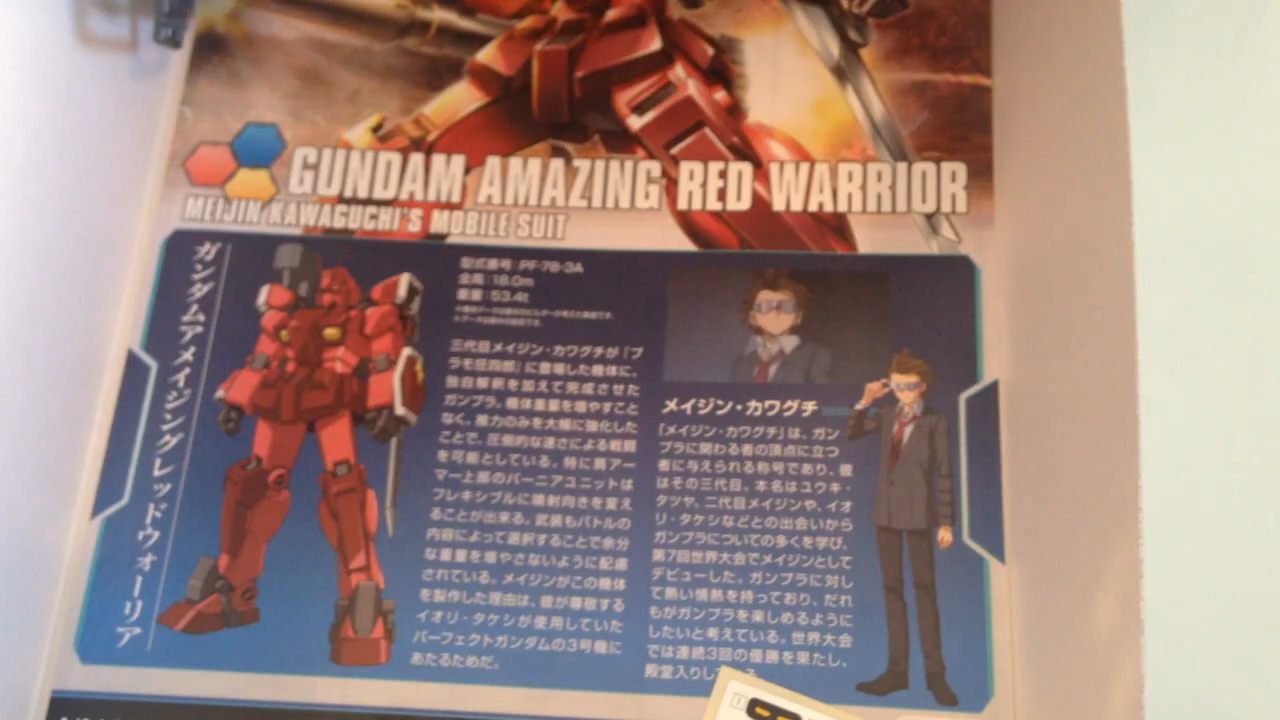 GUNDAM AMAZING RED WARRIOR
MEIJIN KAWAGUCHI'S MOBILE SUIT
ガンダムアメイジングレッドウォーリア
型式番号:PF-78-3A
全高:18.0m
重量:53.4t
三代目メイジン・カワグチが『プ
ラモ狂四郎』に登場した機体に、
独自解釈を加えて完成させた
ガンプラ。機体重量を増やすこと
なく、推力のみを大幅に強化した
ことで、圧倒的な速さによる戦闘
を可能としている。特に肩アー
マー上部のバーニアユニットは
フレキシブルに噴射向きを変え
ることが出来る。武装もバトルの
内容によって選択することで余分
な重量を増やさないように配慮
されている。メイジンがこの機体
を製作した理由は、彼が尊敬する
イオリ・タケシが使用していた
パーフェクトガンダムの3号機に
あたるためだ。
メイジン・カワグチ
「メイジン・カワグチ」は、ガン
プラに関わる者の頂点に立つ
者に与えられる称号であり、彼
はその三代目。本名はユウキ・
タツヤ。二代目メイジンや、イオ
リ・タケシなどとの出会いから
ガンプラについての多くを学び、
第7回世界大会でメイジンとして
デビューした。ガンプラに対し
て熱い情熱を持っており、だれ
もがガンプラを楽しめるように
したいと考えている。世界大会
では連続3回の優勝を果たし、
殿堂入りし